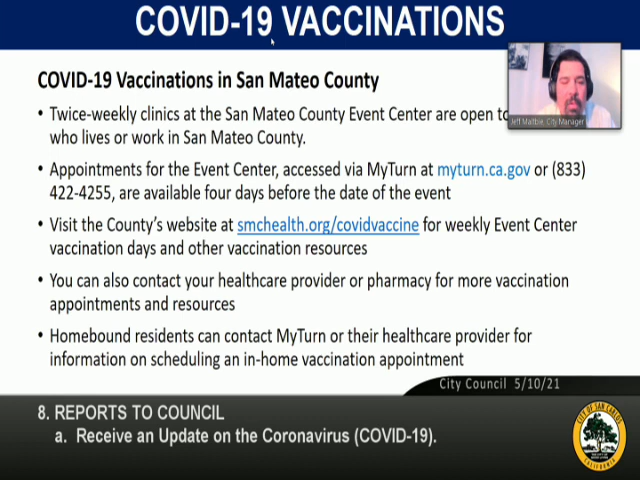 COVID-19 VACCINATIONS
COVID-19 Vaccinations in San Mateo County
• Twice-weekly clinics at the San Mateo County Event Center are open to
who lives or work in San Mateo County.
• Appointments for the Event Center, accessed via MyTurn at myturn.ca.gov or (833)
422-4255, are available four days before the date of the event
• Visit the County's website at smchealth.org/covidvaccine for weekly Event Center
vaccination days and other vaccination resources
• You can also contact your healthcare provider or pharmacy for more vaccination
appointments and resources
• Homebound residents can contact MyTurn or their healthcare provider for
information on scheduling an in-home vaccination appointment
Jeff Maltbie, City Manager
City Council 5/10/21
8. REPORTS TO COUNCIL
a. Receive an Update on the Coronavirus (COVID-19).
CITY OF SAN CARLOS
CALIFORNIA